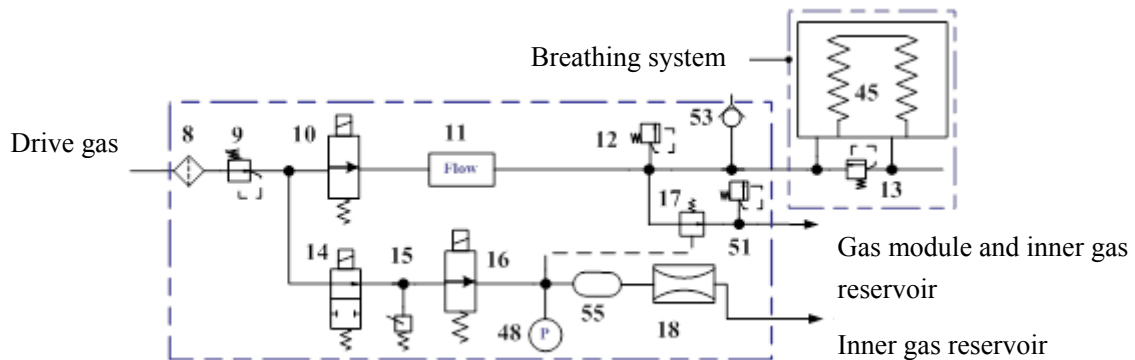 Breathing system
45
53
Drive gas
8
9
10
11
Flow
12
13
17
14
15
16
51
Gas module and inner gas
reservoir
48
P
55
18
Inner gas reservoir